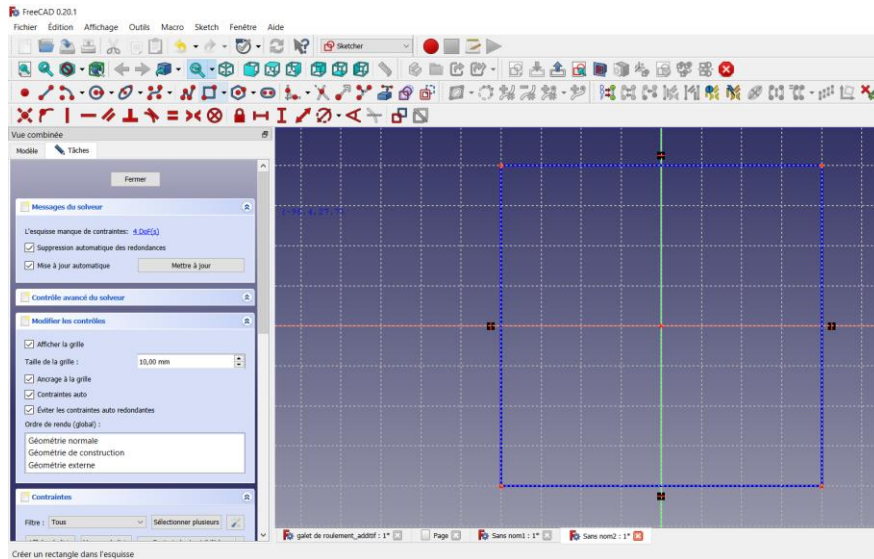 FreeCAD 0.20.1
Fichier Édition Affichage Outils Macro Sketch Fenêtre Aide
Sketcher
Vue combinée
Modèle Tâches
Fermer
Messages du solveur
L'esquisse manque de contraintes: 4 DoF(s)
Suppression automatique des redondances
Mise à jour automatique Mettre à jour
Contrôle avancé du solveur
Modifier les contrôles
Afficher la grille
Taille de la grille : 10,00 mm
Ancrage à la grille
Contraintes auto
Éviter les contraintes auto redondantes
Ordre de rendu (global) :
Géométrie normale
Géométrie de construction
Géométrie externe
Contraintes
Filtre : Tous Sélectionner plusieurs
galet de roulement_additif : 1* Page Sans nom1 : 1* Sans nom2 : 1*
Créer un rectangle dans l'esquisse